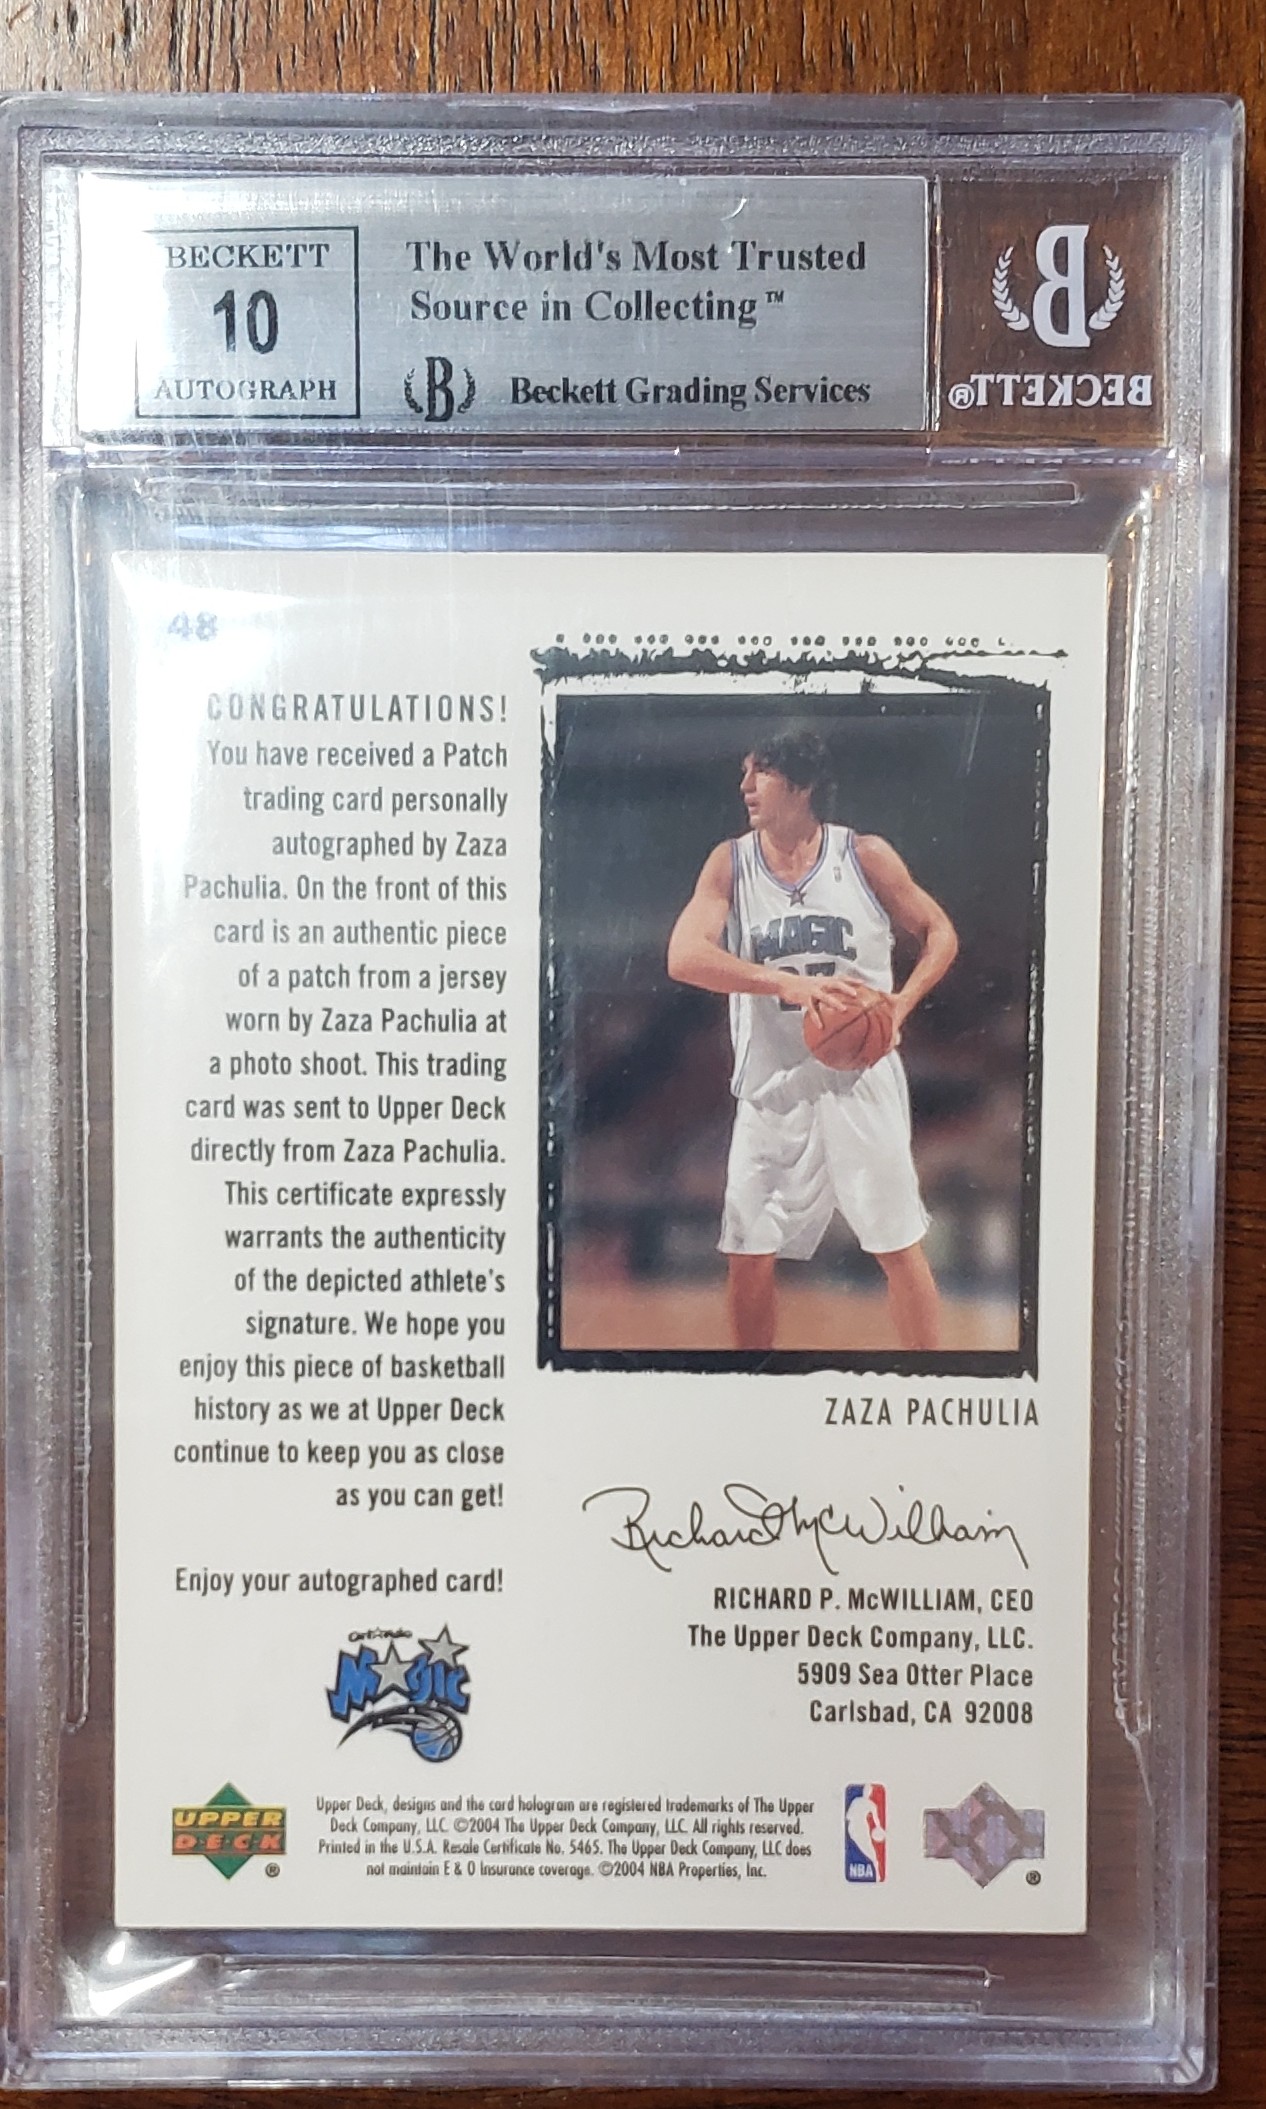 BECKETT
10
AUTOGRAPH
The World's Most Trusted
Source in Collecting™
B Beckett Grading Services
B
BECKETT®
48
CONGRATULATIONS!
You have received a Patch
trading card personally
autographed by Zaza
Pachulia. On the front of this
card is an authentic piece
of a patch from a jersey
worn by Zaza Pachulia at
a photo shoot. This trading
card was sent to Upper Deck
directly from Zaza Pachulia.
This certificate expressly
warrants the authenticity
of the depicted athlete's
signature. We hope you
enjoy this piece of basketball
history as we at Upper Deck
continue to keep you as close
as you can get!
Enjoy your autographed card!
MAGIC
27
ZAZA PACHULIA
Richard McWilliam
RICHARD P. McWILLIAM, CEO
The Upper Deck Company, LLC.
5909 Sea Otter Place
Carlsbad, CA 92008
Orlando
Magic
UPPER
DECK
®
Upper Deck, designs and the card hologram are registered trademarks of The Upper
Deck Company, LLC. ©2004 The Upper Deck Company, LLC. All rights reserved.
Printed in the U.S.A. Resale Certificate No. 5465. The Upper Deck Company, LLC does
not maintain E & O Insurance coverage. ©2004 NBA Properties, Inc.
NBA
®